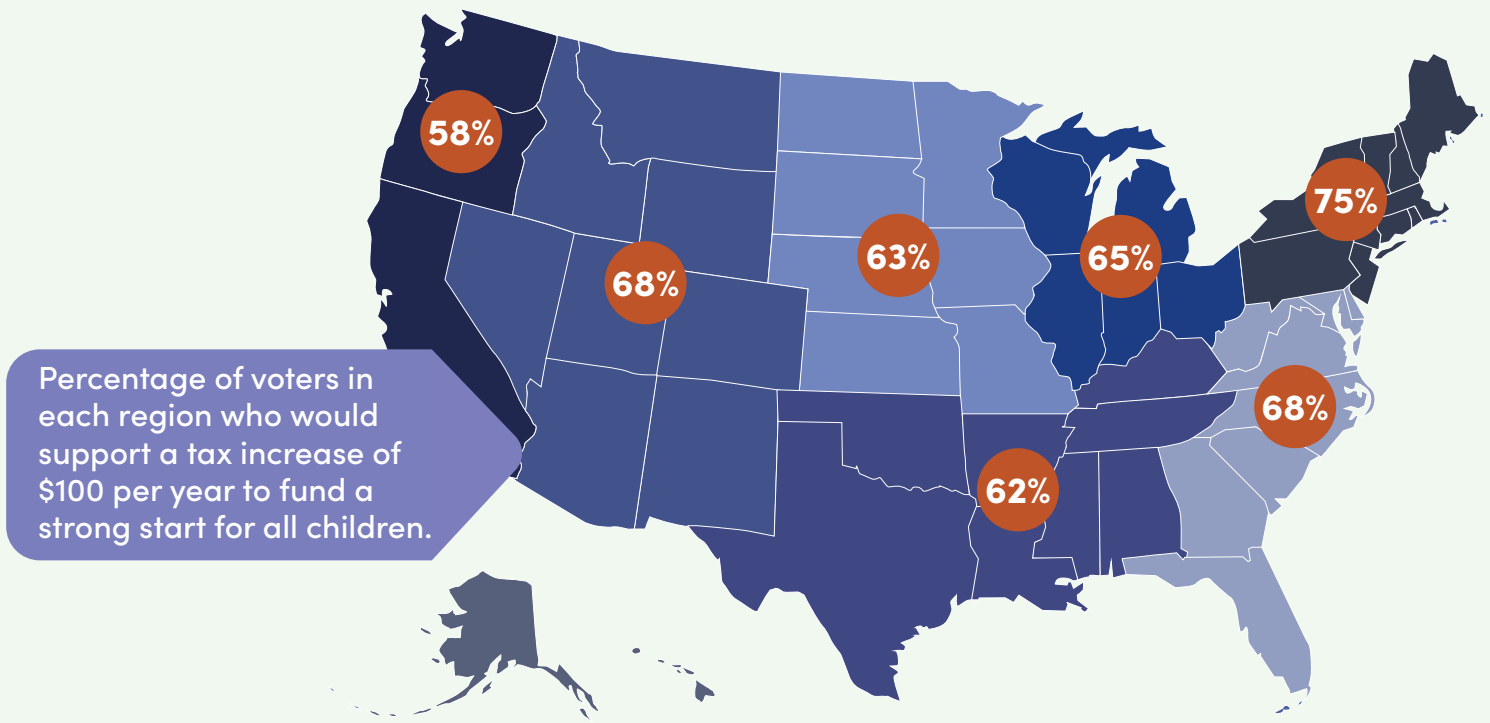 58%
75%
63%
65%
68%
Percentage of voters in
each region who would
support a tax increase of
$100 per year to fund a
strong start for all children.
68%
62%